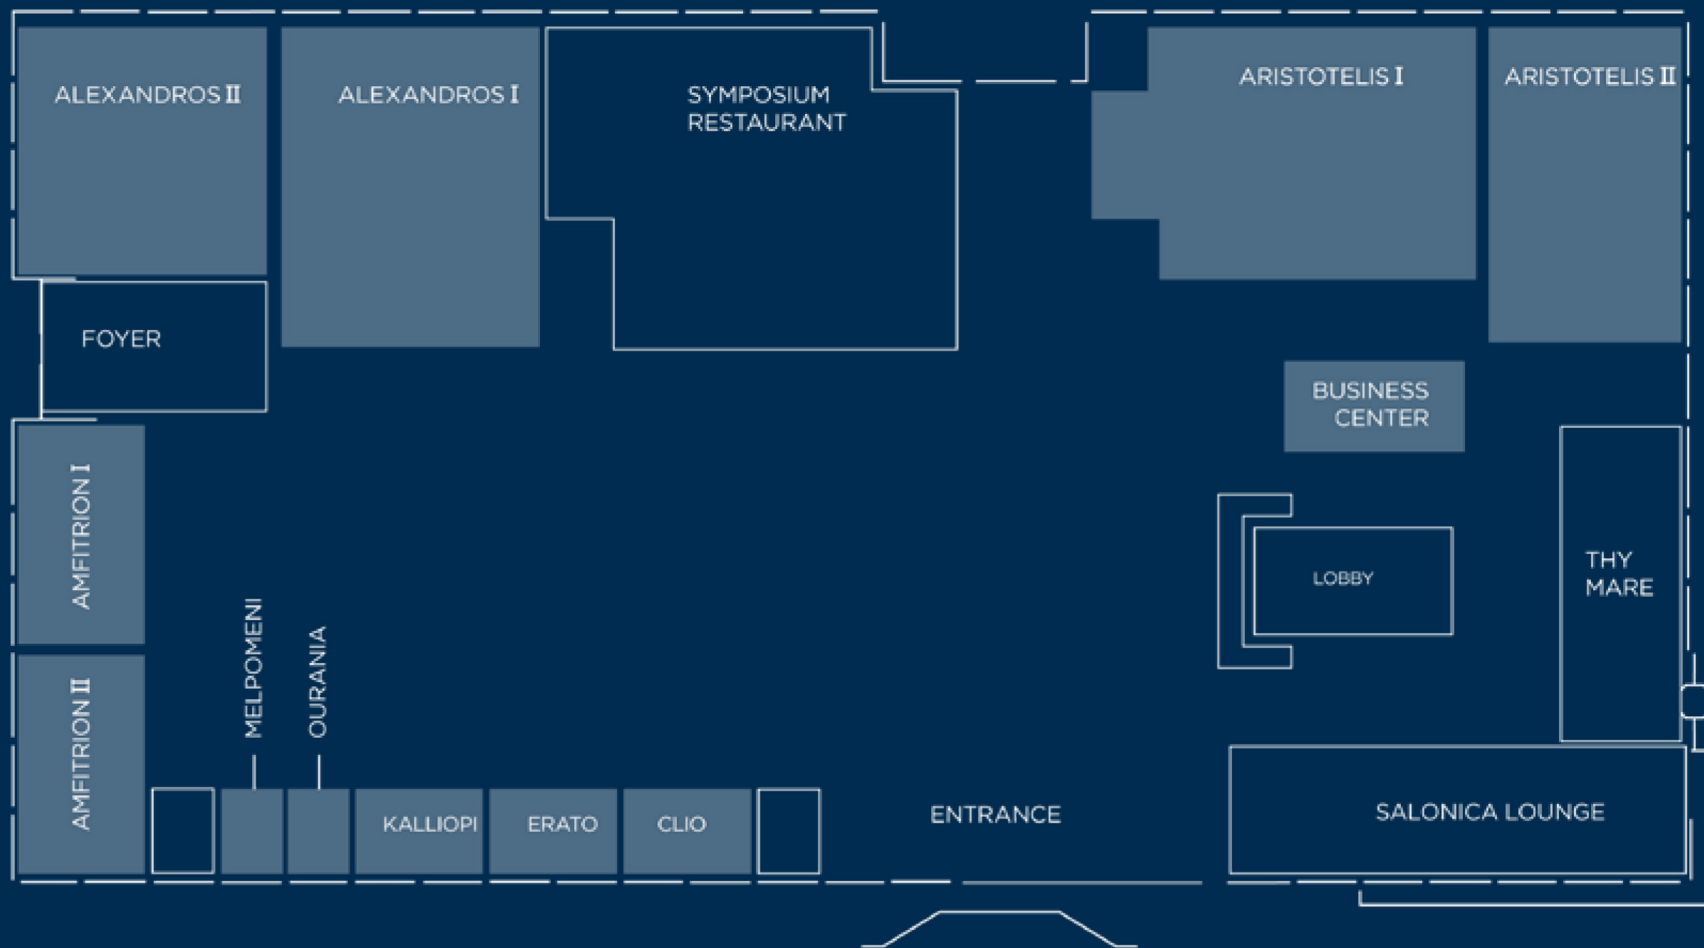 ALEXANDROS II
ALEXANDROS I
SYMPOSIUM
RESTAURANT
ARISTOTELIS I
ARISTOTELIS II
FOYER
BUSINESS
CENTER
AMFITRION I
THY
MARE
LOBBY
MELPOMENI
OURANIA
AMFITRION II
KALLIOPI
ERATO
CLIO
ENTRANCE
SALONICA LOUNGE